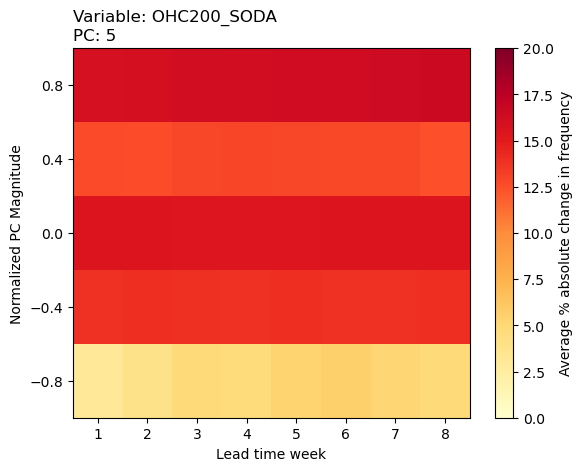 Variable: OHC200_SODA
PC: 5
20.0
17.5
15.0
12.5
10.0
7.5
5.0
2.5
0.0
Average % absolute change in frequency
0.8
0.4
0.0
−0.4
−0.8
Normalized PC Magnitude
1 2 3 4 5 6 7 8
Lead time week